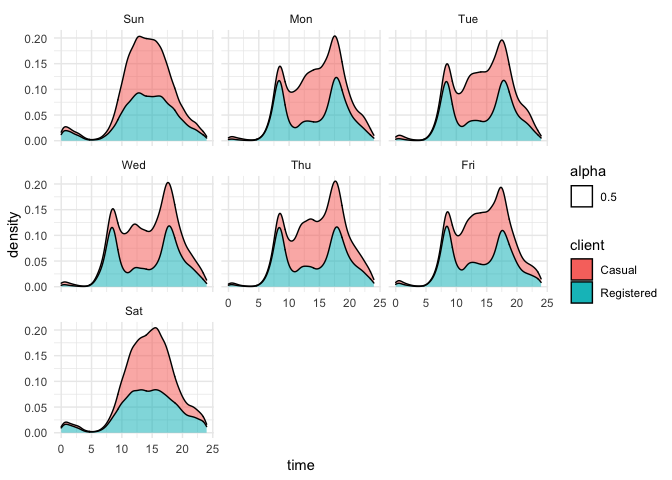 Sun Mon Tue
0.20
0.15
0.10
0.05
0.00
Wed Thu Fri
0.20
0.15
0.10
0.05
0.00
0 5 10 15 20 25 0 5 10 15 20 25
Sat
0.20
0.15
0.10
0.05
0.00
0 5 10 15 20 25
time
density
alpha
0.5
client
Casual
Registered